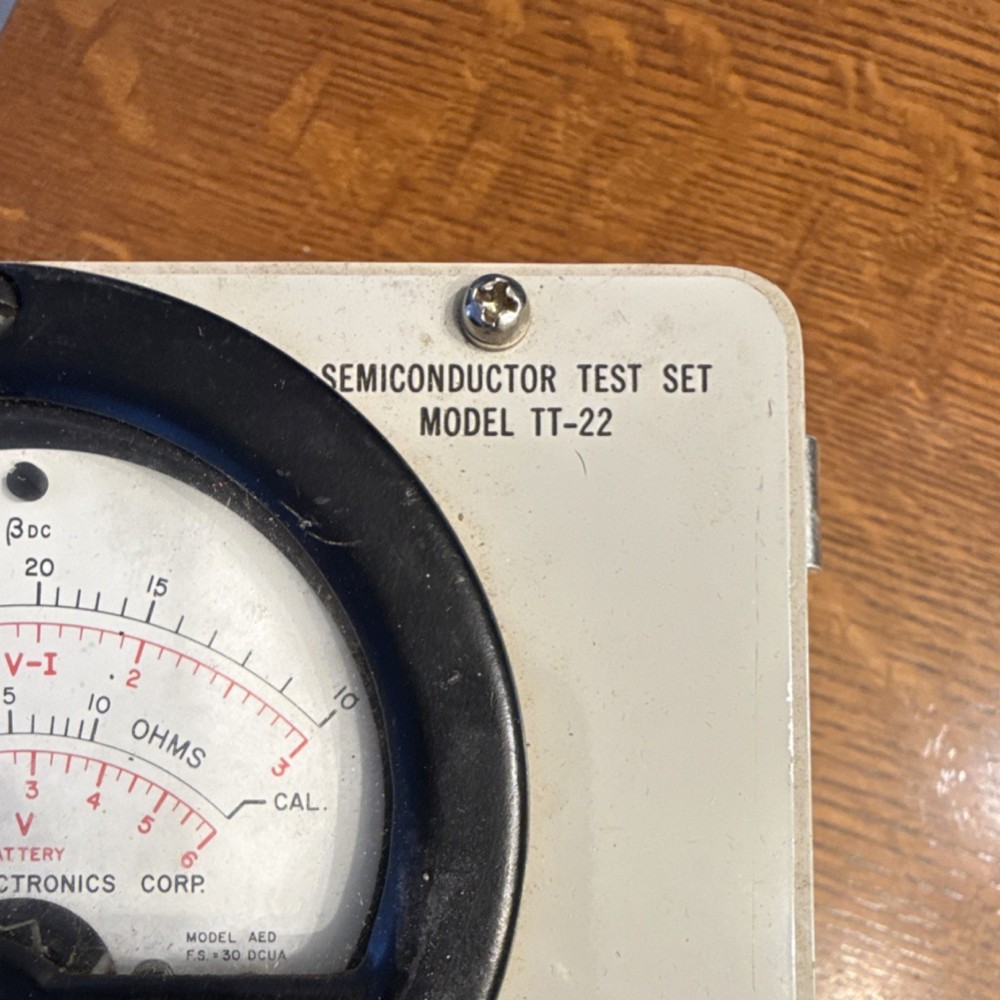 SEMICONDUCTOR TEST SET
MODEL TT-22
βDC
20 15 10
V-I
2 3
5 10
OHMS
CAL.
3 4 5 6
V
ATTERY
CTRONICS CORP.
MODEL AED
F.S. = 30 DCUA